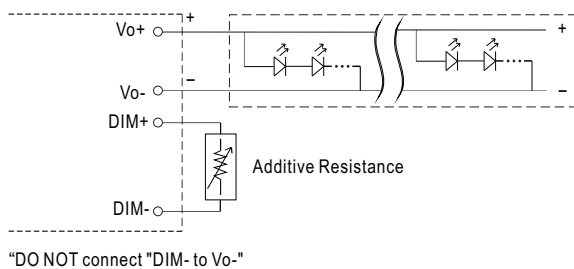 Vo+ + +
Vo- − −
DIM+
Additive Resistance
DIM-
“DO NOT connect "DIM- to Vo-"